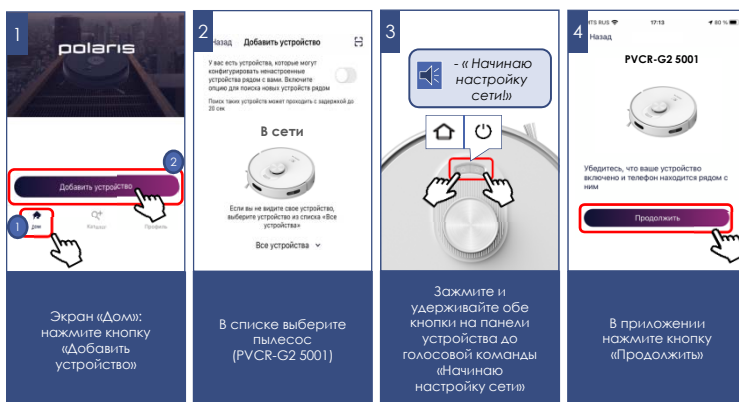 1
polaris
2
Добавить устройство
1
Дом
Каталог
Профиль
Экран «Дом»:
нажмите кнопку
«Добавить
устройство»
2
Назад
Добавить устройство
У вас есть устройства, которые могут
конфигурировать ненастроенные
устройства рядом с вами. Включите
опцию для поиска новых устройств рядом
Поиск таких устройств может проходить с задержкой до
20 сек
В сети
Если вы не видите свое устройство,
выберите устройство из списка «Все
устройства»
Все устройства
В списке выберите
пылесос
(PVCR-G2 5001)
3
- « Начинаю
настройку
сети!»
Зажмите и
удерживайте обе
кнопки на панели
устройства до
голосовой команды
«Начинаю
настройку сети»
4
MTS RUS
17:13
80 %
Назад
PVCR-G2 5001
Убедитесь, что ваше устройство
включено и телефон находится рядом с
ним
Продолжить
В приложении
нажмите кнопку
«Продолжить»